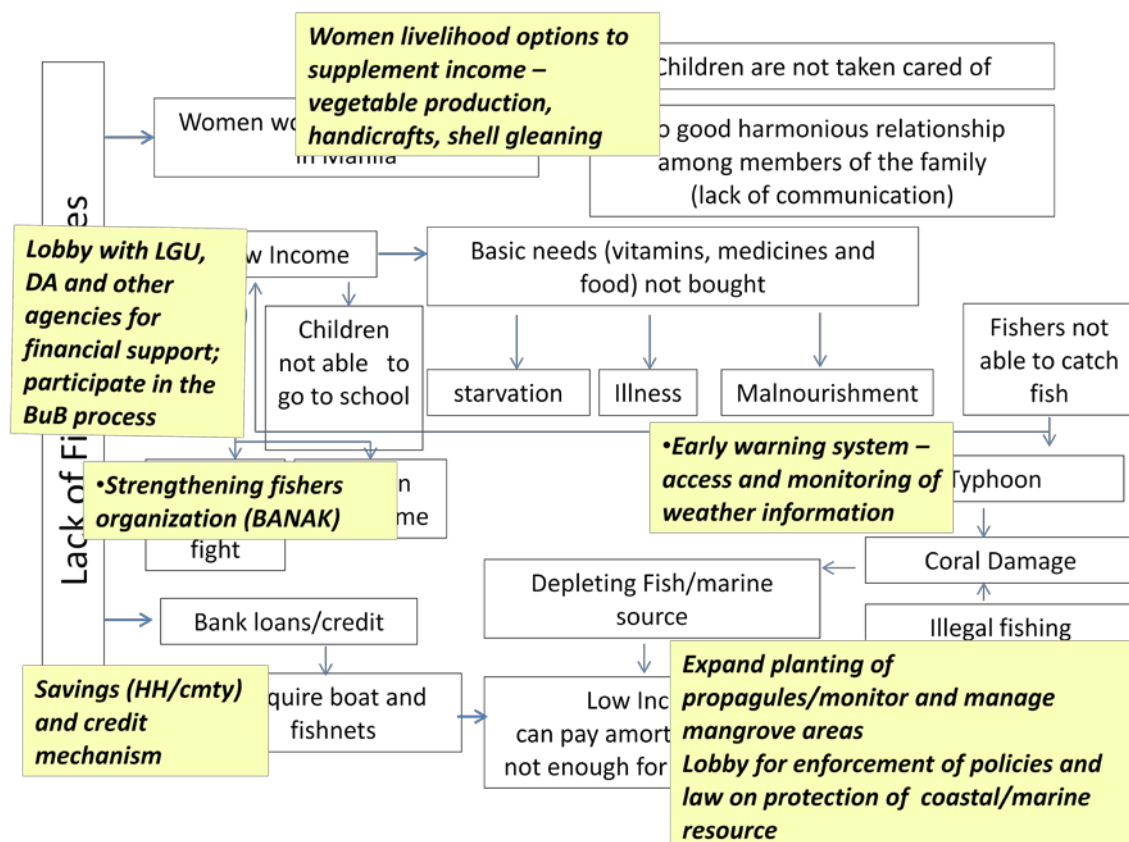 Women livelihood options to
supplement income –
vegetable production,
handicrafts, shell gleaning
Children are not taken cared of
Women
in Manila
good harmonious relationship
among members of the family
(lack of communication)
Lack of
Lobby with LGU,
DA and other
agencies for
financial support;
participate in the
BuB process
Income
Basic needs (vitamins, medicines and
food) not bought
Children
not able to
go to school
starvation
Illness
Malnourishment
Fishers not
able to catch
fish
•Early warning system –
access and monitoring of
weather information
Typhoon
•Strengthening fishers
organization (BANAK)
fight
Coral Damage
Depleting Fish/marine
source
Illegal fishing
Bank loans/credit
Savings (HH/cmty)
and credit
mechanism
boat and
fishnets
Low
can pay
not enough for
Expand planting of
propagules/monitor and manage
mangrove areas
Lobby for enforcement of policies and
law on protection of coastal/marine
resource